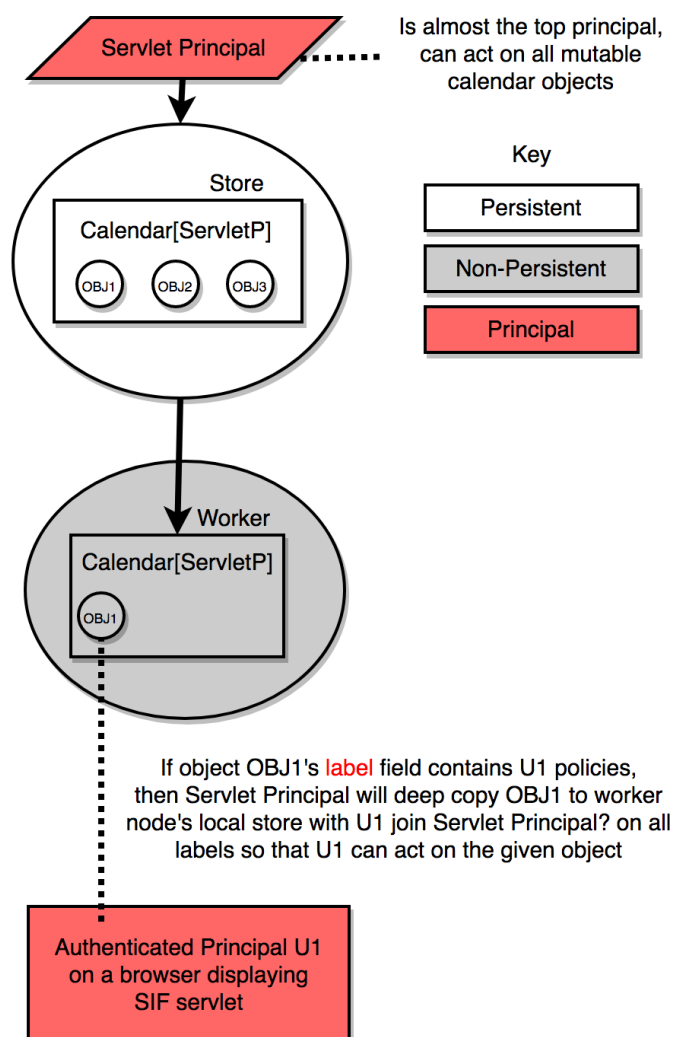 Servlet Principal
Is almost the top principal,
can act on all mutable
calendar objects
Key
Persistent
Non-Persistent
Principal
Store
Calendar[ServletP]
OBJ1
OBJ2
OBJ3
Worker
Calendar[ServletP]
OBJ1
If object OBJ1's label field contains U1 policies,
then Servlet Principal will deep copy OBJ1 to worker
node's local store with U1 join Servlet Principal? on all
labels so that U1 can act on the given object
Authenticated Principal U1
on a browser displaying
SIF servlet